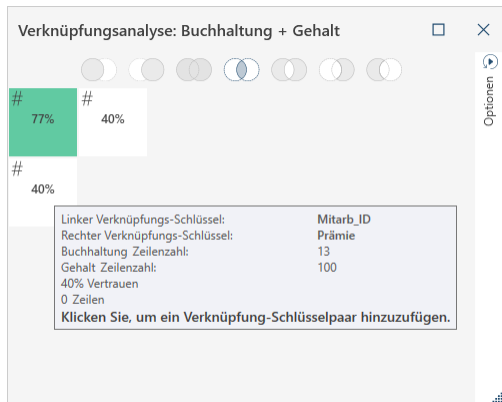 Verknüpfungsanalyse: Buchhaltung + Gehalt
Optionen
# #
77% 40%
#
40%
Linker Verknüpfungs-Schlüssel: Mitarb_ID
Rechter Verknüpfungs-Schlüssel: Prämie
Buchhaltung Zeilenzahl: 13
Gehalt Zeilenzahl: 100
40% Vertrauen
0 Zeilen
Klicken Sie, um ein Verknüpfung-Schlüsselpaar hinzuzufügen.